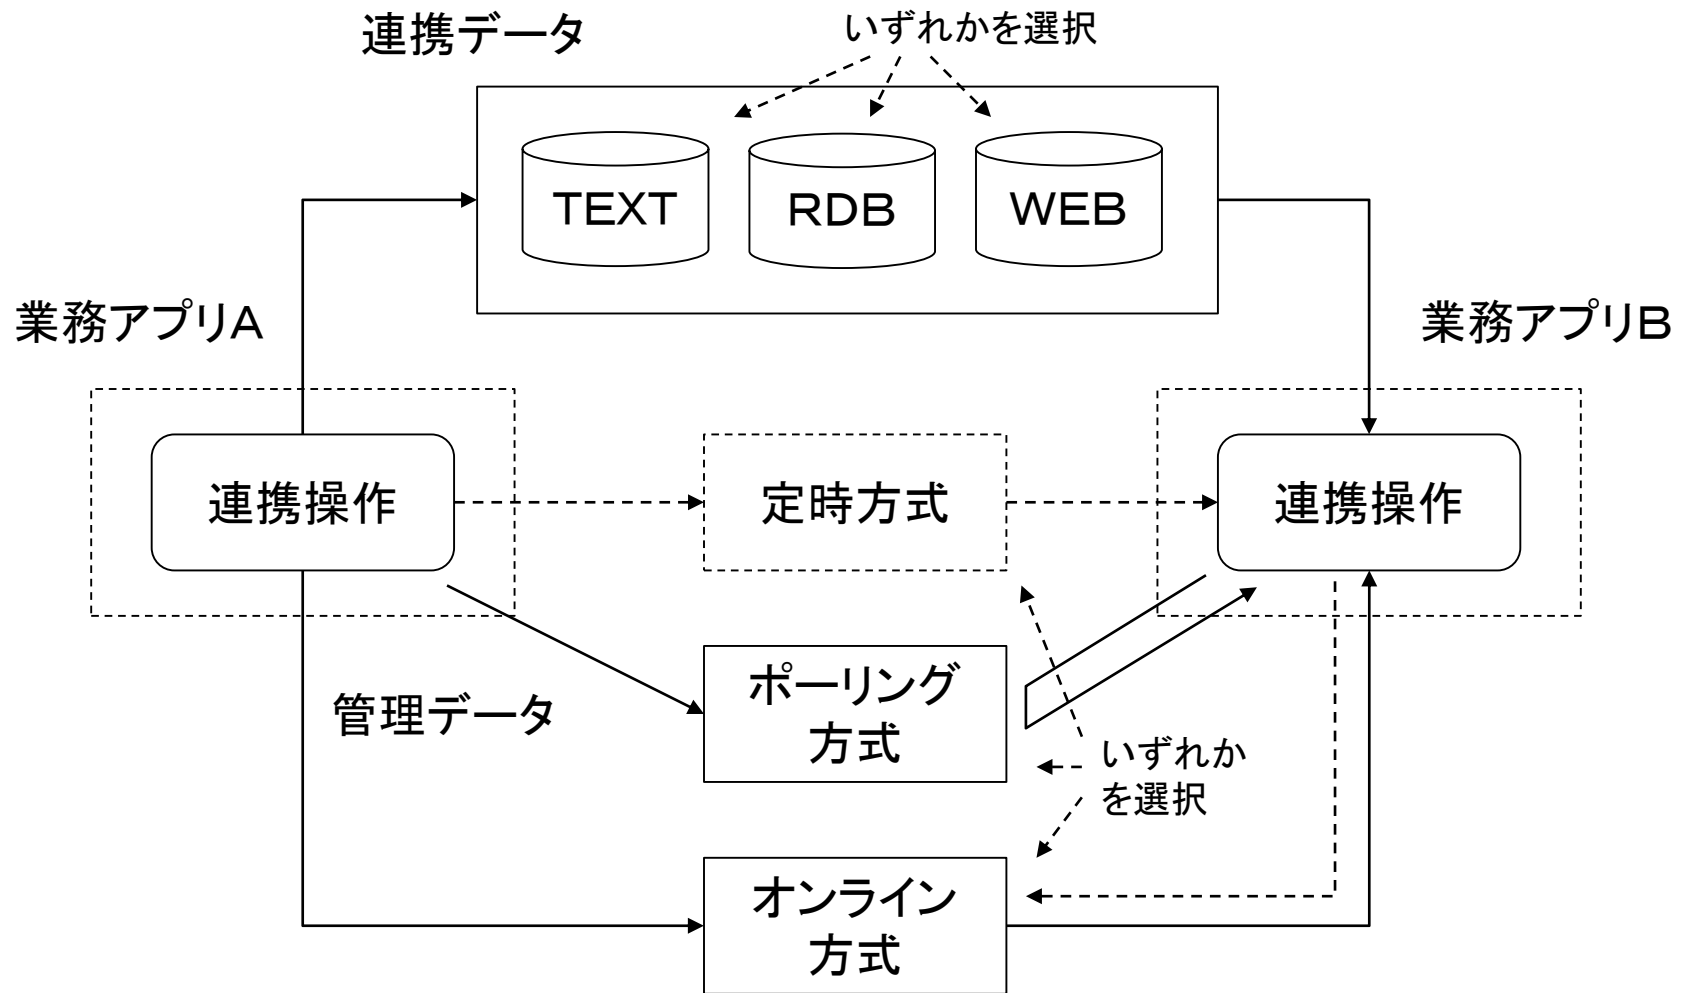 連携データ
いずれかを選択
TEXT
RDB
WEB
業務アプリA
業務アプリB
連携操作
定時方式
連携操作
管理データ
ポーリング
方式
いずれか
を選択
オンライン
方式